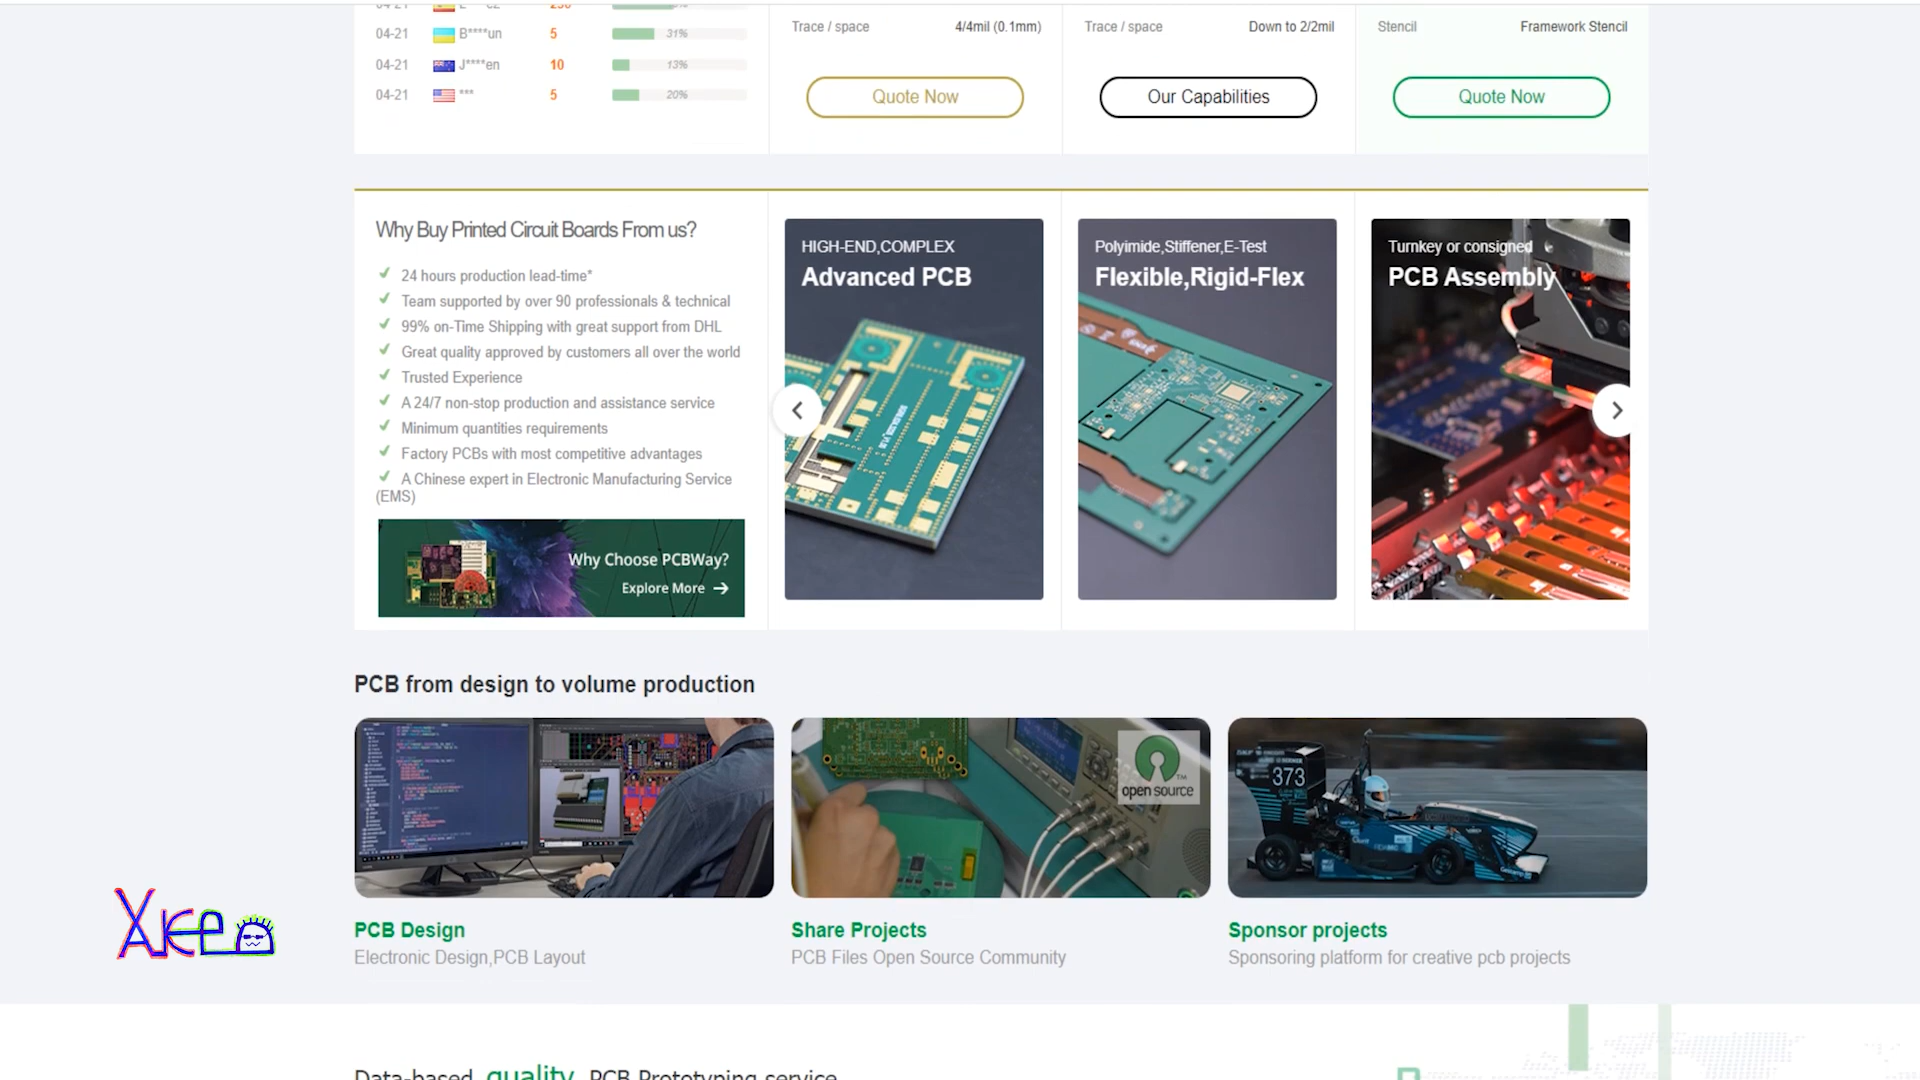 04-21 250
04-21 B****un 5 31%
04-21 J****en 10 13%
04-21 *** 5 20%
Trace / space 4/4mil (0.1mm)
Quote Now
Trace / space Down to 2/2mil
Our Capabilities
Stencil Framework Stencil
Quote Now
Why Buy Printed Circuit Boards From us?
24 hours production lead-time*
Team supported by over 90 professionals & technical
99% on-Time Shipping with great support from DHL
Great quality approved by customers all over the world
Trusted Experience
A 24/7 non-stop production and assistance service
Minimum quantities requirements
Factory PCBs with most competitive advantages
A Chinese expert in Electronic Manufacturing Service
(EMS)
Why Choose PCBWay?
Explore More →
HIGH-END,COMPLEX
Advanced PCB
Polyimide,Stiffener,E-Test
Flexible,Rigid-Flex
Turnkey or consigned
PCB Assembly
PCB from design to volume production
open source
TM
373
PCB Design
Electronic Design,PCB Layout
Share Projects
PCB Files Open Source Community
Sponsor projects
Sponsoring platform for creative pcb projects
Data-based quality PCB Prototyping service